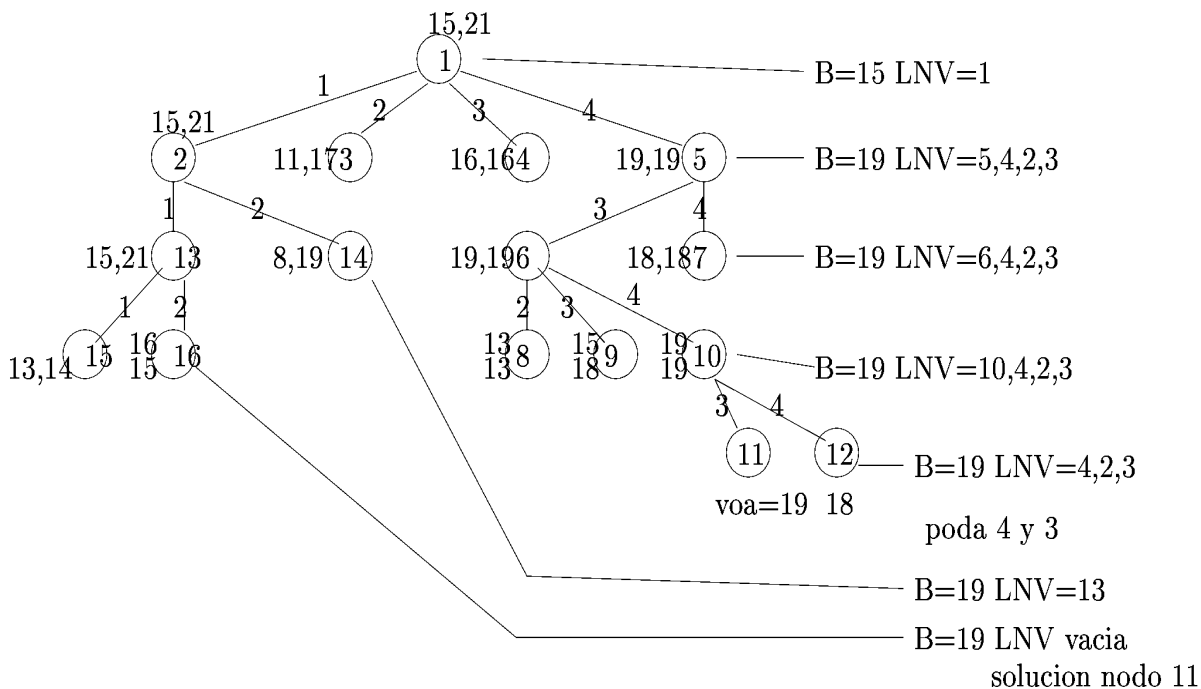 15,21
1 B=15 LNV=1
1 2 3 4
15,21
2 11,17 3 16,16 4 19,19 5 B=19 LNV=5,4,2,3
1 2 3 4
15,21 13 8,19 14 19,19 6 18,18 7 B=19 LNV=6,4,2,3
1 2 2 3 4
16 13 15 19
13,14 15 15 16 13 8 18 9 19 10 B=19 LNV=10,4,2,3
3 4
11 12 B=19 LNV=4,2,3
voa=19 18
poda 4 y 3
B=19 LNV=13
B=19 LNV vacia
solucion nodo 11